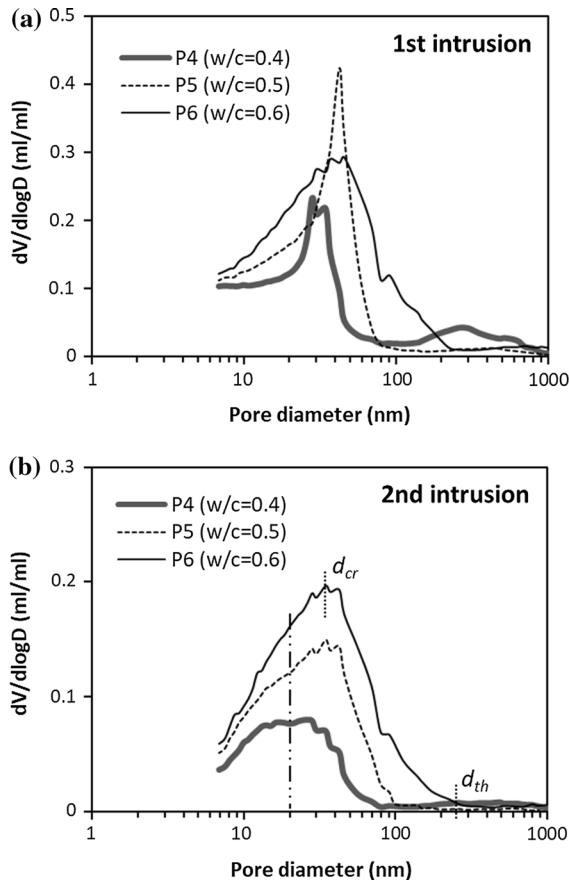 (a)
0.5
1st intrusion
P4 (w/c=0.4)
0.4
P5 (w/c=0.5)
P6 (w/c=0.6)
0.3
dV/dlogD (ml/ml)
0.2
0.1
0
1 10 100 1000
Pore diameter (nm)
(b)
0.3
2nd intrusion
P4 (w/c=0.4)
P5 (w/c=0.5)
P6 (w/c=0.6)
dcr
0.2
dV/dlogD (ml/ml)
0.1
dth
0
1 10 100 1000
Pore diameter (nm)